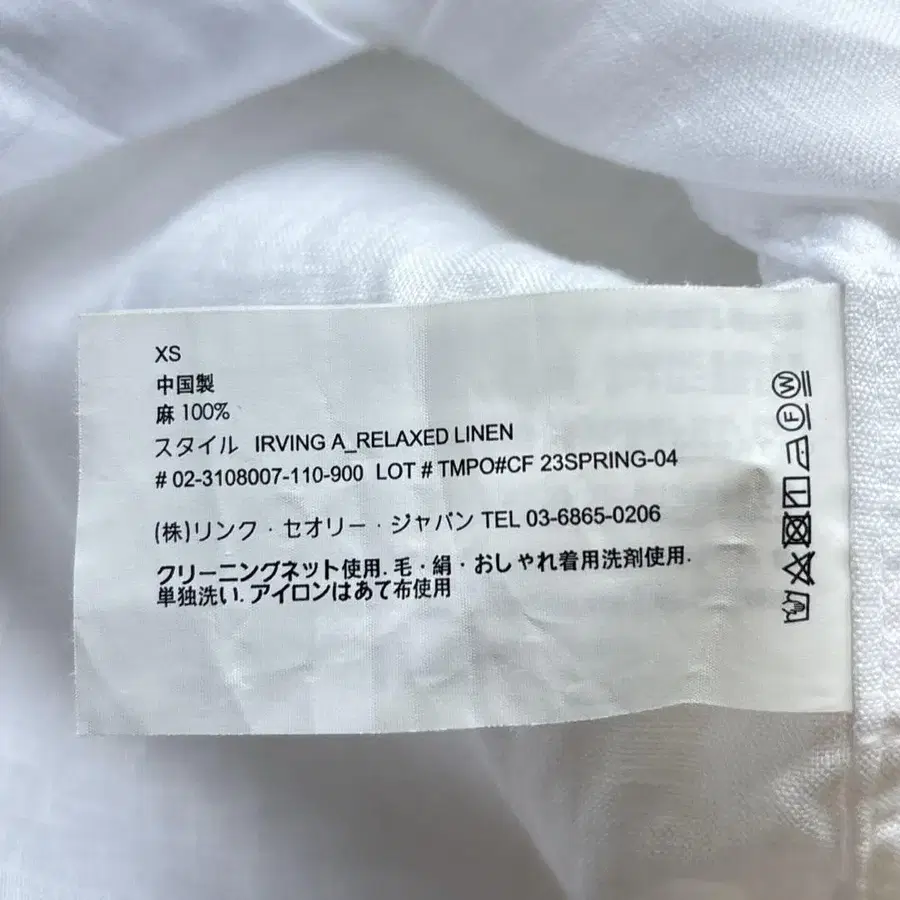 XS
中国製
麻 100%
スタイル IRVING A_RELAXED LINEN
# 02-3108007-110-900 LOT # TMPO#CF 23SPRING-04
(株)リンク・セオリー・ジャパン TEL 03-6865-0206
クリーニングネット使用. 毛・絹・おしゃれ着用洗剤使用.
単独洗い. アイロンはあて布使用
W
F